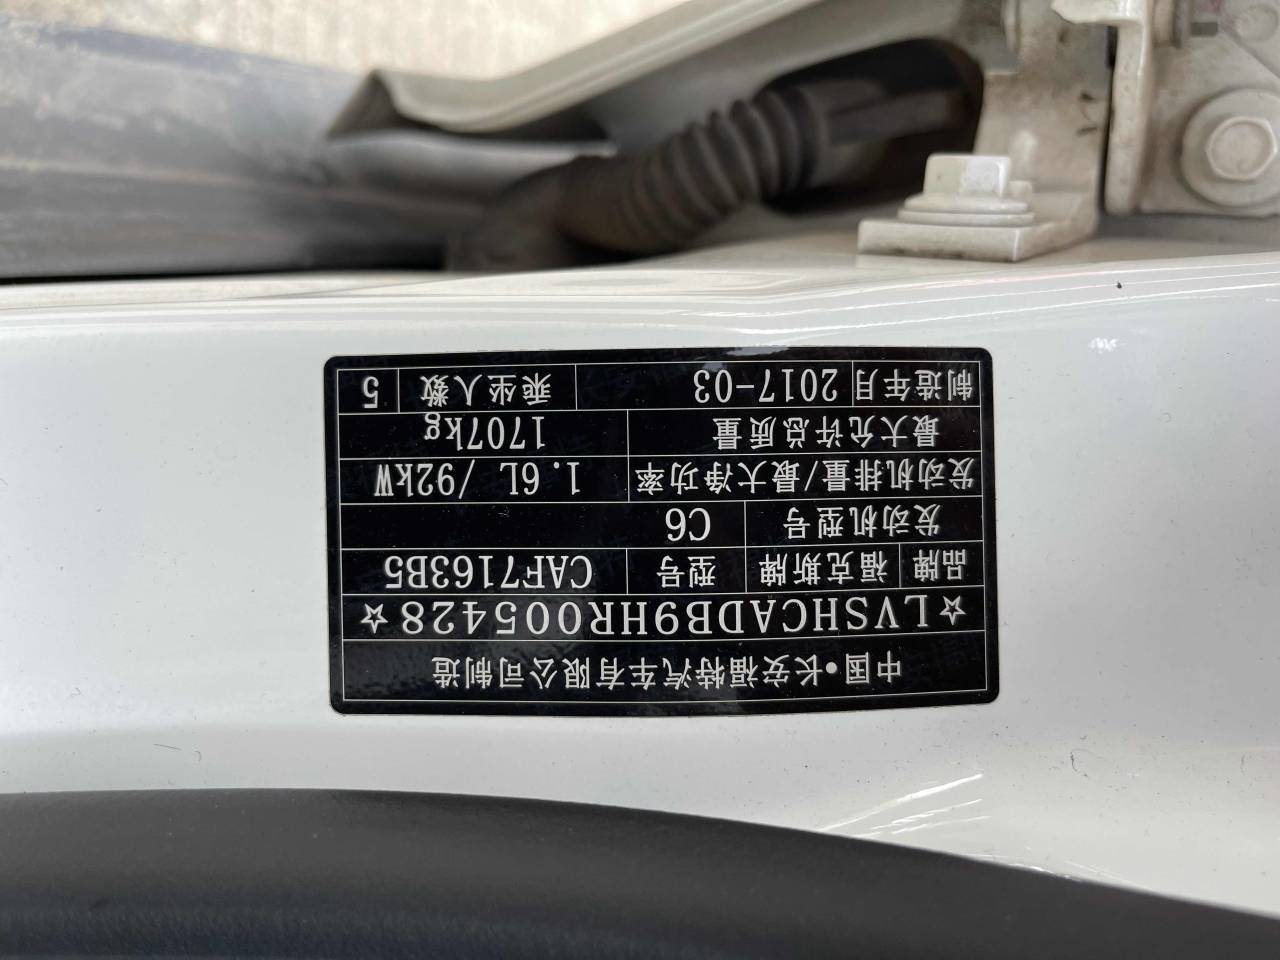 中国•长安福特汽车有限公司制造
☆LVSHCADB9HR005428☆
品牌 福克斯牌 型号 CAF7163B5
发动机型号 C6
发动机排量/最大净功率 1.6L /92kW
最大允许总质量 1707kg
制造年月 2017-03 乘坐人数 5